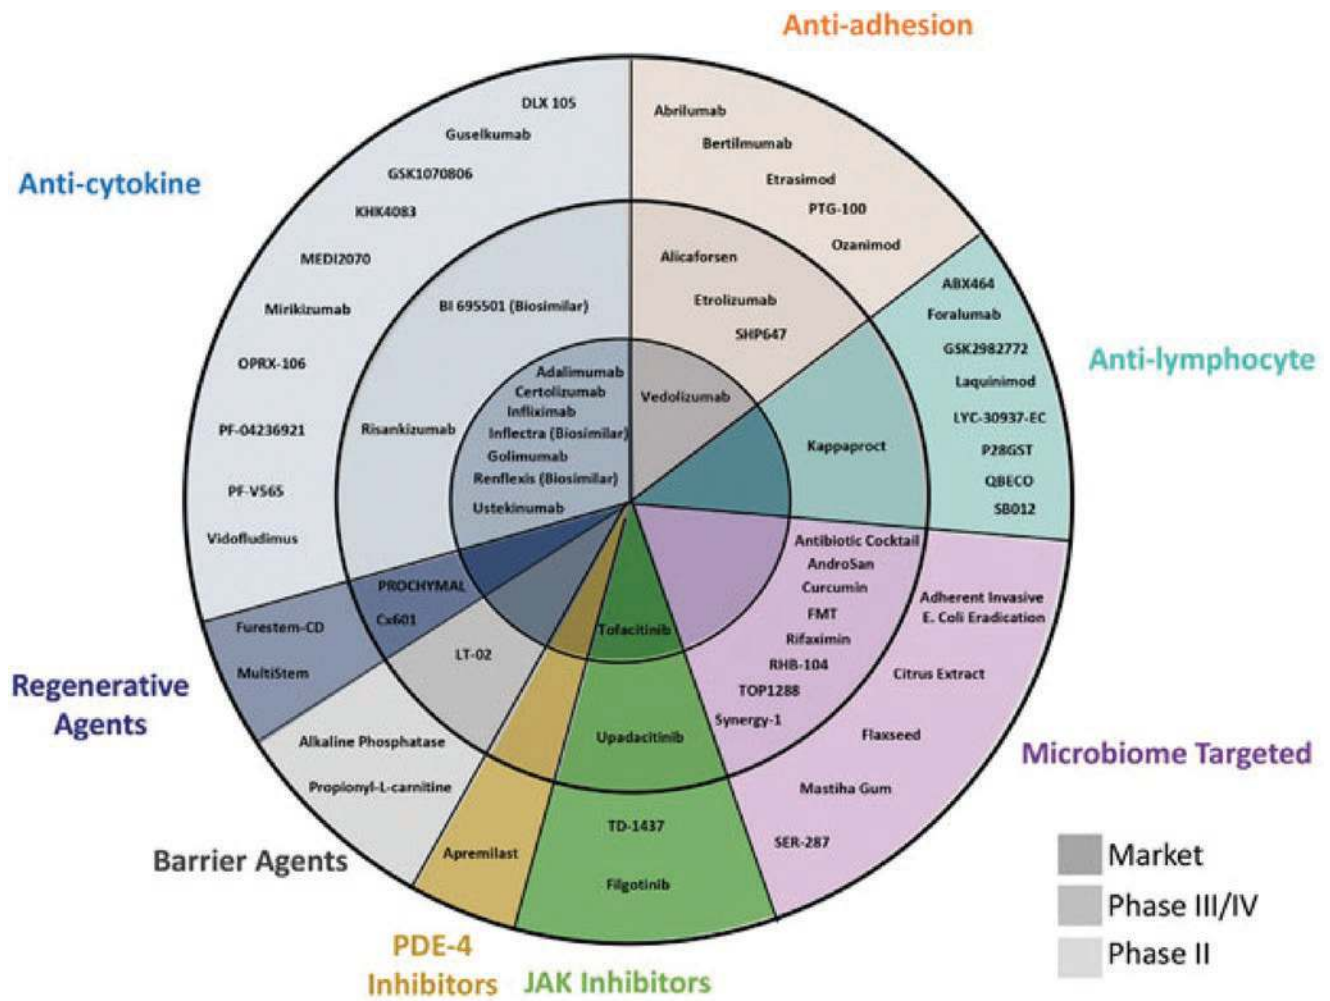 Anti-adhesion
Anti-cytokine
DLX 105
Guselkumab
GSK1070806
KHK4083
MEDI2070
Mirikizumab
OPRX-106
PF-04236921
PF-V565
Vidofludimus
BI 695501 (Biosimilar)
Risankizumab
Adalimumab
Certolizumab
Infliximab
Inflectra (Biosimilar)
Golimumab
Renflexis (Biosimilar)
Ustekinumab
Abrilumab
Bertilmumab
Etrasimod
PTG-100
Ozanimod
Alicaforsen
Etrolizumab
SHP647
Vedolizumab
Anti-lymphocyte
ABX464
Foralumab
GSK2982772
Laquinimod
LYC-30937-EC
P28GST
QBECO
SB012
Kappaproct
Microbiome Targeted
Antibiotic Cocktail
AndroSan
Curcumin
FMT
Rifaximin
RHB-104
TOP1288
Synergy-1
Adherent Invasive
E. Coli Eradication
Citrus Extract
Flaxseed
Mastiha Gum
SER-287
JAK Inhibitors
Tofacitinib
Upadacitinib
TD-1437
Filgotinib
PDE-4
Inhibitors
Apremilast
Barrier Agents
LT-02
Alkaline Phosphatase
Propionyl-L-carnitine
Regenerative
Agents
PROCHYMAL
Cx601
Furestem-CD
MultiStem
Market
Phase III/IV
Phase II